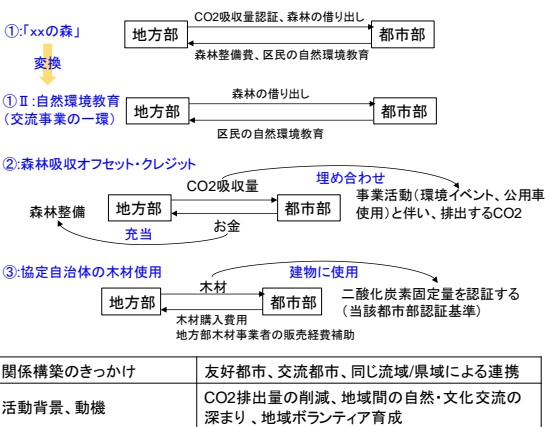 ①:「xxの森」
CO2吸収量認証、森林の借り出し
地方部
都市部
森林整備費、区民の自然環境教育
変換
①Ⅱ:自然環境教育
(交流事業の一環)
森林の借り出し
地方部
都市部
区民の自然環境教育
②:森林吸収オフセット・クレジット
CO2吸収量
埋め合わせ
事業活動(環境イベント、公用車
使用)と伴い、排出するCO2
森林整備
地方部
都市部
充当
お金
③:協定自治体の木材使用
木材
建物に使用
地方部
都市部
二酸化炭素固定量を認証する
(当該都市部認証基準)
木材購入費用
地方部木材事業者の販売経費補助
関係構築のきっかけ
友好都市、交流都市、同じ流域/県域による連携
活動背景、動機
CO2排出量の削減、地域間の自然・文化交流の
深まり 、地域ボランティア育成